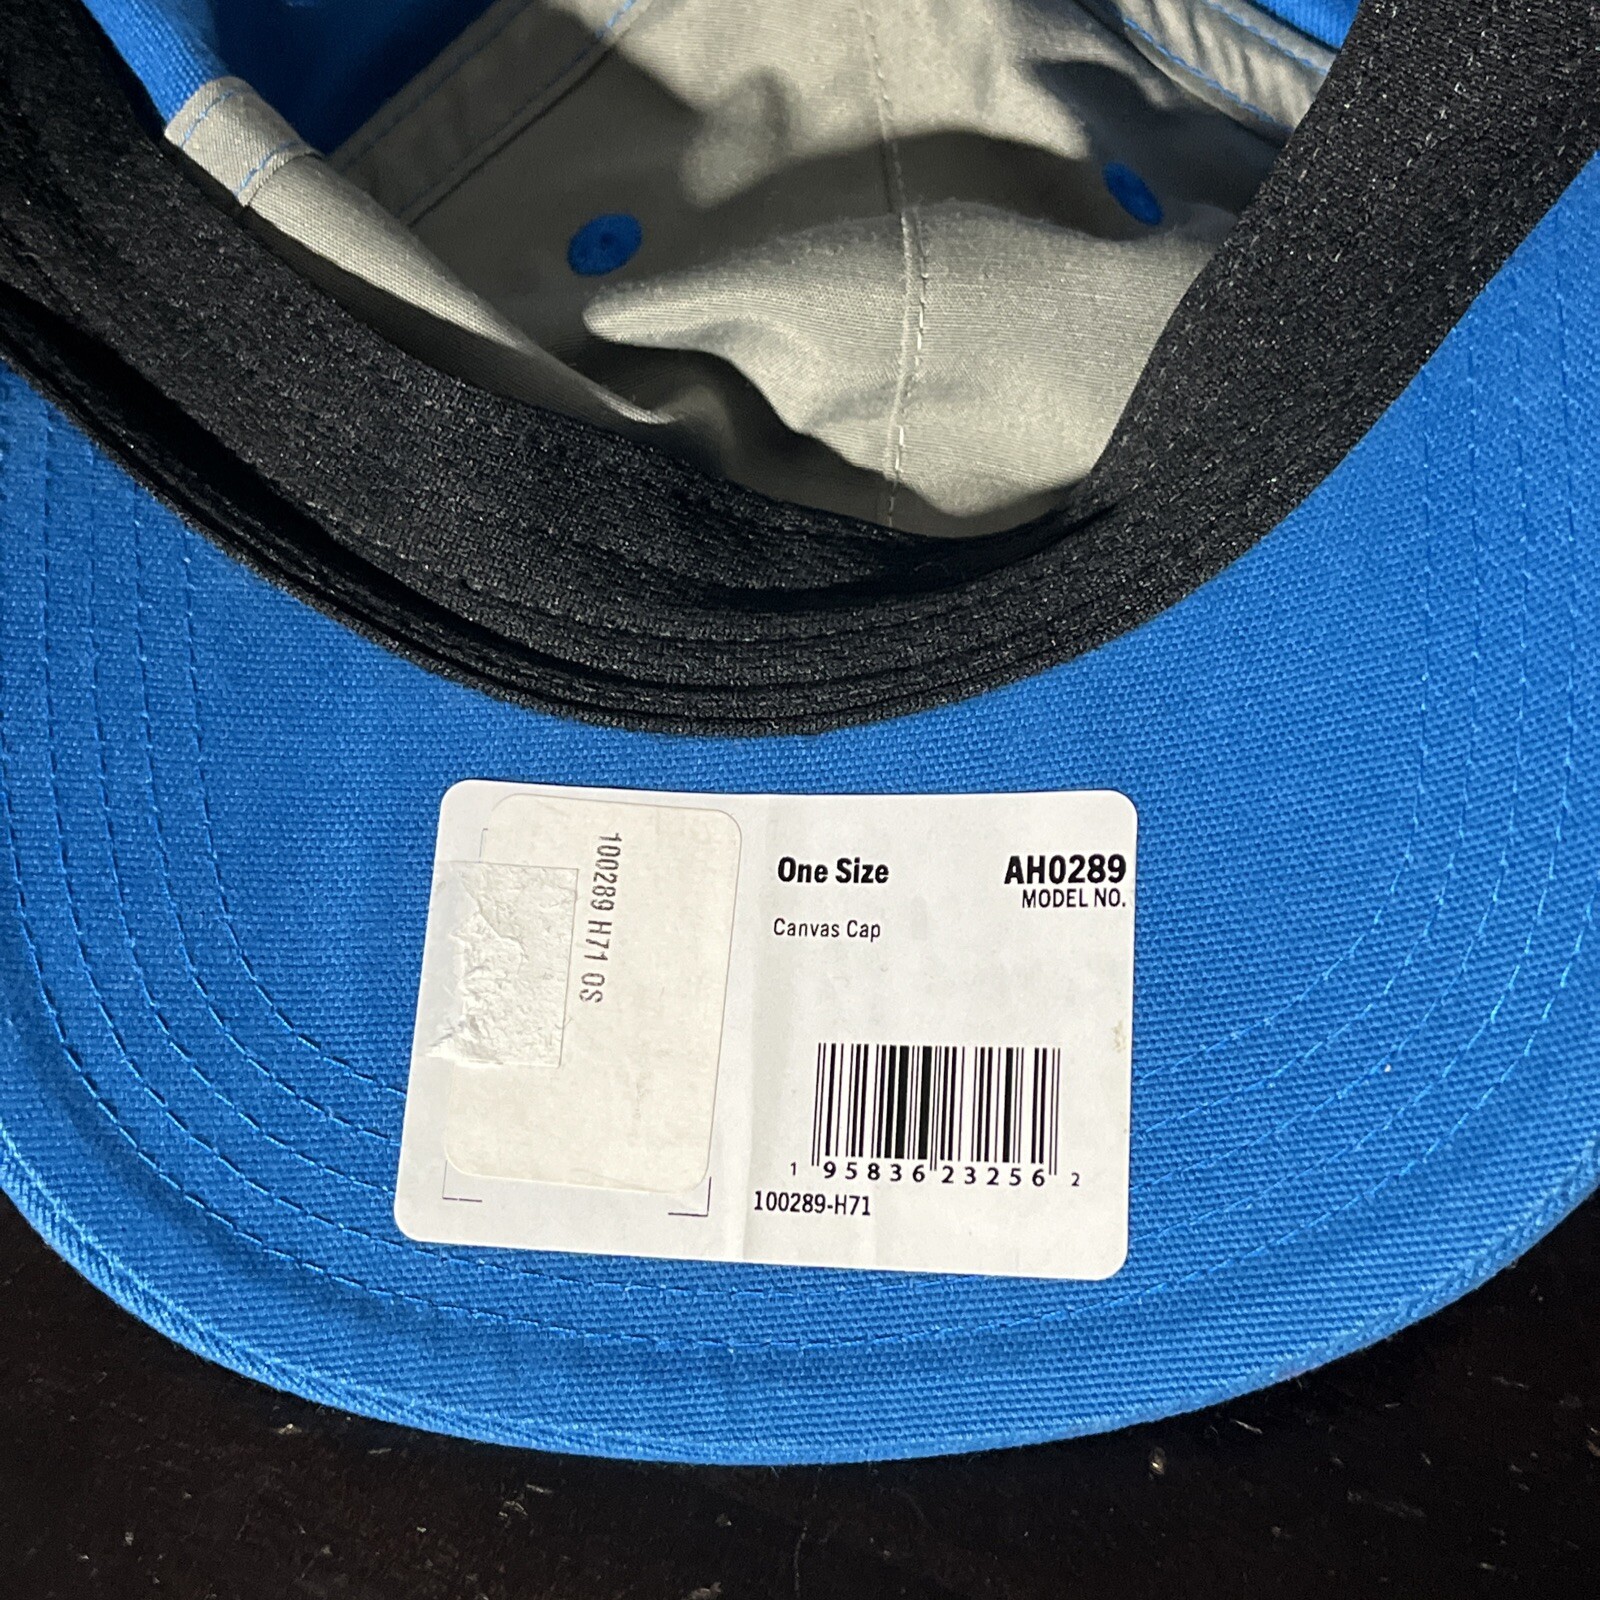 100289 H71 OS
One Size
AH0289
MODEL NO.
Canvas Cap
1 95836 23256 2
100289-H71